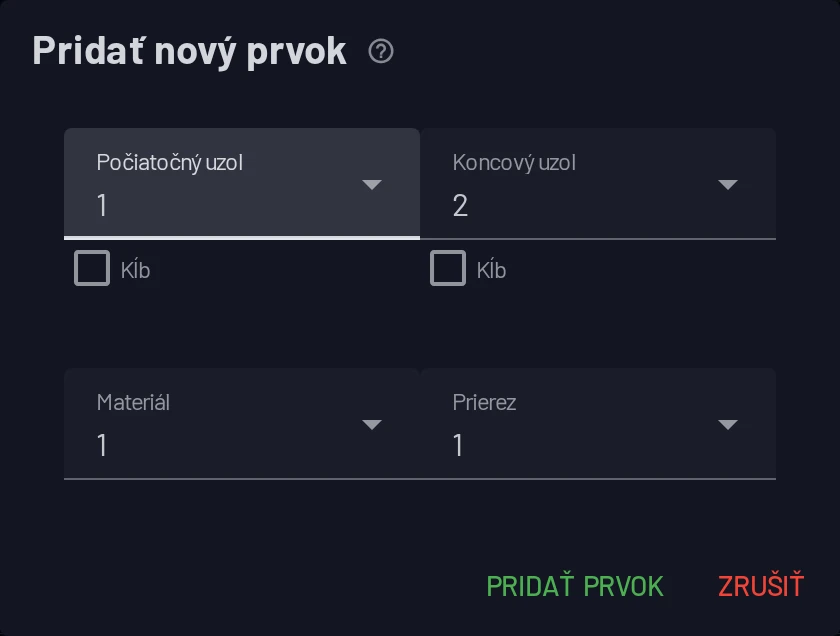 Pridať nový prvok
Počiatočný uzol
Koncový uzol
1
2
Kĺb
Kĺb
Materiál
Prierez
1
1
PRIDAŤ PRVOK
ZRUŠIŤ